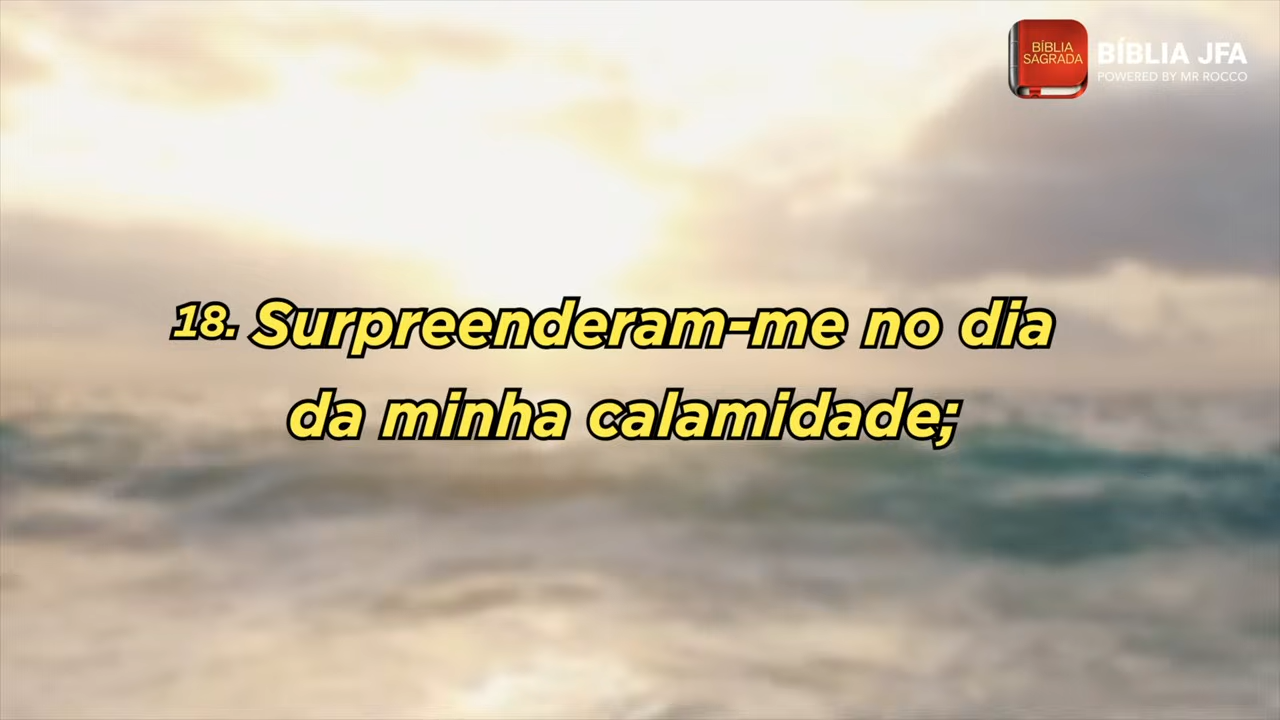 BÍBLIA
SAGRADA
BÍBLIA JFA
POWERED BY MR ROCCO
18. Surpreenderam-me no dia
da minha calamidade;